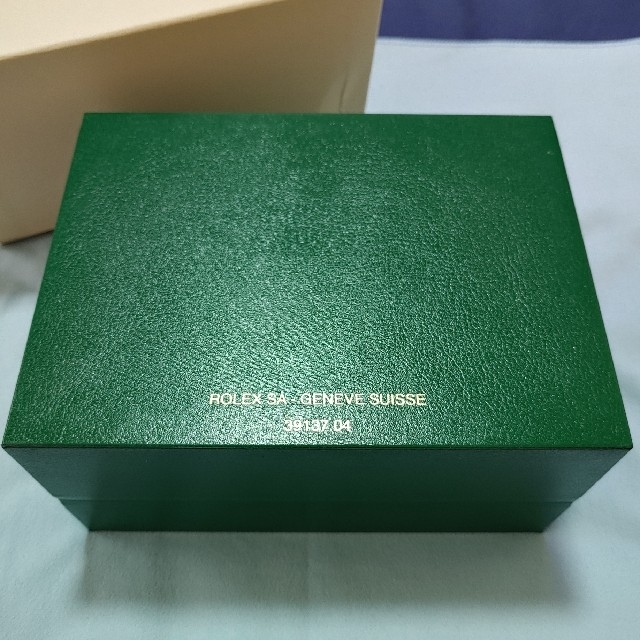 ROLEX SA - GENEVE SUISSE
39137.04